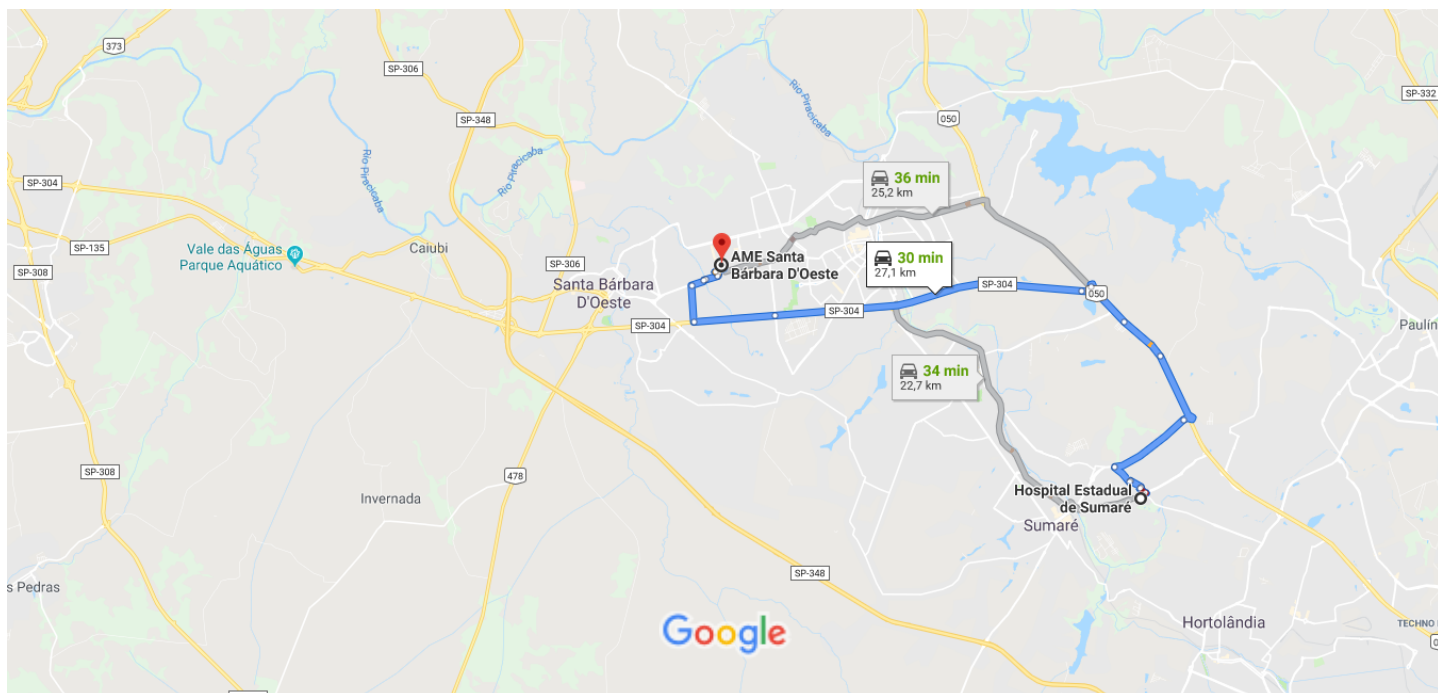 373
SP-306
SP-348
Rio Piracicaba
Rio Piracicaba
Rio Piracicaba
050
SP-332
36 min
25,2 km
SP-304
SP-135
Vale das Águas
Parque Aquático
Caiubi
SP-308
SP-306
Santa Bárbara
D'Oeste
AME Santa
Bárbara D'Oeste
30 min
27,1 km
SP-304
050
SP-304
SP-304
Paulín
34 min
22,7 km
SP-308
478
Invernada
Hospital Estadual
de Sumaré
Sumaré
SP-348
s Pedras
Google
Hortolândia
TECHNO